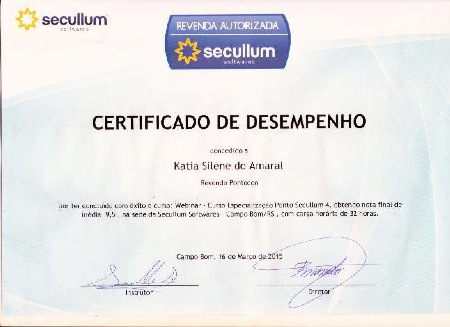 secullum
softwares
REVENDA AUTORIZADA
secullum
softwares
CERTIFICADO DE DESEMPENHO
concedido a
Katia Silene do Amaral
Revenda Pontocon
por ter concluído com êxito o curso: Webinar - Curso Especialização Ponto Secullum 4, obtendo nota final de
média 9,5 , na sede da Secullum Softwares - Campo Bom/RS , com carga horária de 32 horas.
Campo Bom, 16 de Março de 2015
Instrutor
Diretor